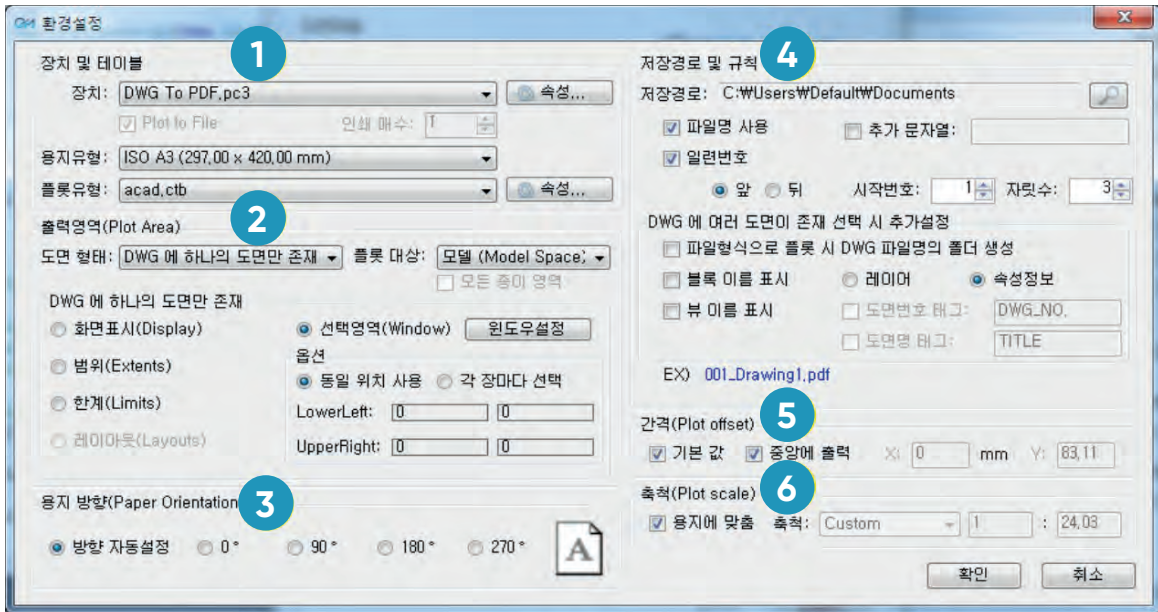 환경설정
장치 및 테이블
1
장치: DWG To PDF.pc3 속성...
Plot to File 인쇄 매수: 1
용지유형: ISO A3 (297.00 x 420.00 mm)
플롯유형: acad.ctb 속성...
2
출력영역(Plot Area)
도면 형태: DWG 에 하나의 도면만 존재 플롯 대상: 모델 (Model Space)
모든 종이 영역
DWG 에 하나의 도면만 존재
화면표시(Display) 선택영역(Window) 윈도우설정
옵션
범위(Extents)
동일 위치 사용 각 장마다 선택
한계(Limits)
LowerLeft: 0 0
레이아웃(Layouts)
UpperRight: 0 0
용지 방향(Paper Orientation
3
방향 자동설정 0° 90° 180° 270° A
저장경로 및 규칙
4
저장경로: C:₩Users₩Default₩Documents
파일명 사용 추가 문자열:
일련번호
앞 뒤 시작번호: 1 자릿수: 3
DWG 에 여러 도면이 존재 선택 시 추가설정
파일형식으로 플롯 시 DWG 파일명의 폴더 생성
블록 이름 표시 레이어 속성정보
뷰 이름 표시 도면번호 태그: DWG_NO.
도면명 태그: TITLE
EX) 001_Drawing1.pdf
5
간격(Plot offset)
기본 값 중앙에 출력 X: 0 mm Y: 83.11
6
축척(Plot scale)
용지에 맞춤 축척: Custom 1 : 24.03
확인 취소